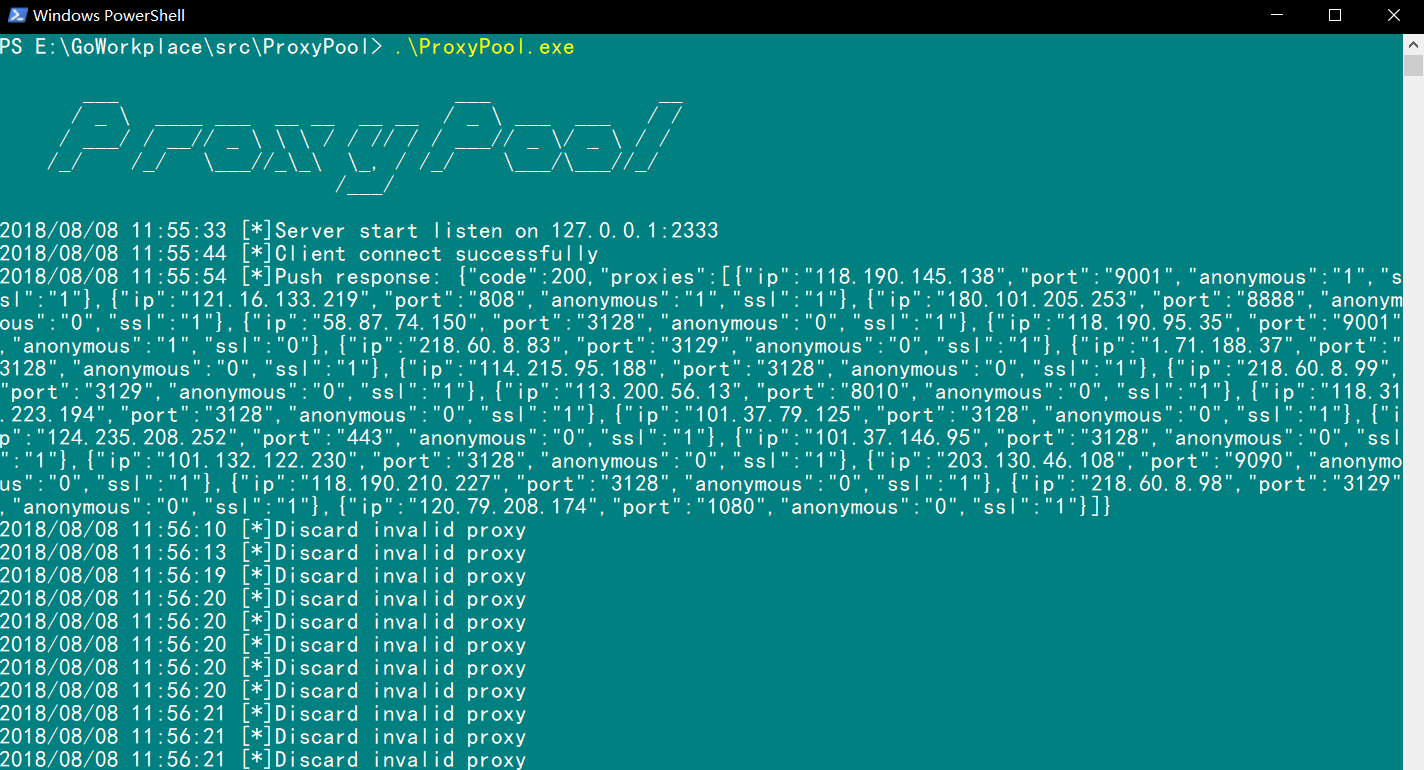 Windows PowerShell
PS E:\GoWorkplace\src\ProxyPool> .\ProxyPool.exe
ProxyPool
2018/08/08 11:55:33 [*]Server start listen on 127.0.0.1:2333
2018/08/08 11:55:44 [*]Client connect successfully
2018/08/08 11:55:54 [*]Push response: {"code":200,"proxies":[{"ip":"118.190.145.138","port":"9001","anonymous":"1","s
sl":"1"},{"ip":"121.16.133.219","port":"808","anonymous":"1","ssl":"1"},{"ip":"180.101.205.253","port":"8888","anonym
ous":"0","ssl":"1"},{"ip":"58.87.74.150","port":"3128","anonymous":"0","ssl":"1"},{"ip":"118.190.95.35","port":"9001"
,"anonymous":"1","ssl":"0"},{"ip":"218.60.8.83","port":"3129","anonymous":"0","ssl":"1"},{"ip":"1.71.188.37","port":"
3128","anonymous":"0","ssl":"1"},{"ip":"114.215.95.188","port":"3128","anonymous":"0","ssl":"1"},{"ip":"218.60.8.99",
"port":"3129","anonymous":"0","ssl":"1"},{"ip":"113.200.56.13","port":"8010","anonymous":"0","ssl":"1"},{"ip":"118.31
.223.194","port":"3128","anonymous":"0","ssl":"1"},{"ip":"101.37.79.125","port":"3128","anonymous":"0","ssl":"1"},{"i
p":"124.235.208.252","port":"443","anonymous":"0","ssl":"1"},{"ip":"101.37.146.95","port":"3128","anonymous":"0","ssl
":"1"},{"ip":"101.132.122.230","port":"3128","anonymous":"0","ssl":"1"},{"ip":"203.130.46.108","port":"9090","anonymo
us":"0","ssl":"1"},{"ip":"118.190.210.227","port":"3128","anonymous":"0","ssl":"1"},{"ip":"218.60.8.98","port":"3129"
,"anonymous":"0","ssl":"1"},{"ip":"120.79.208.174","port":"1080","anonymous":"0","ssl":"1"}]}
2018/08/08 11:56:10 [*]Discard invalid proxy
2018/08/08 11:56:13 [*]Discard invalid proxy
2018/08/08 11:56:19 [*]Discard invalid proxy
2018/08/08 11:56:20 [*]Discard invalid proxy
2018/08/08 11:56:20 [*]Discard invalid proxy
2018/08/08 11:56:20 [*]Discard invalid proxy
2018/08/08 11:56:20 [*]Discard invalid proxy
2018/08/08 11:56:20 [*]Discard invalid proxy
2018/08/08 11:56:21 [*]Discard invalid proxy
2018/08/08 11:56:21 [*]Discard invalid proxy
2018/08/08 11:56:21 [*]Discard invalid proxy